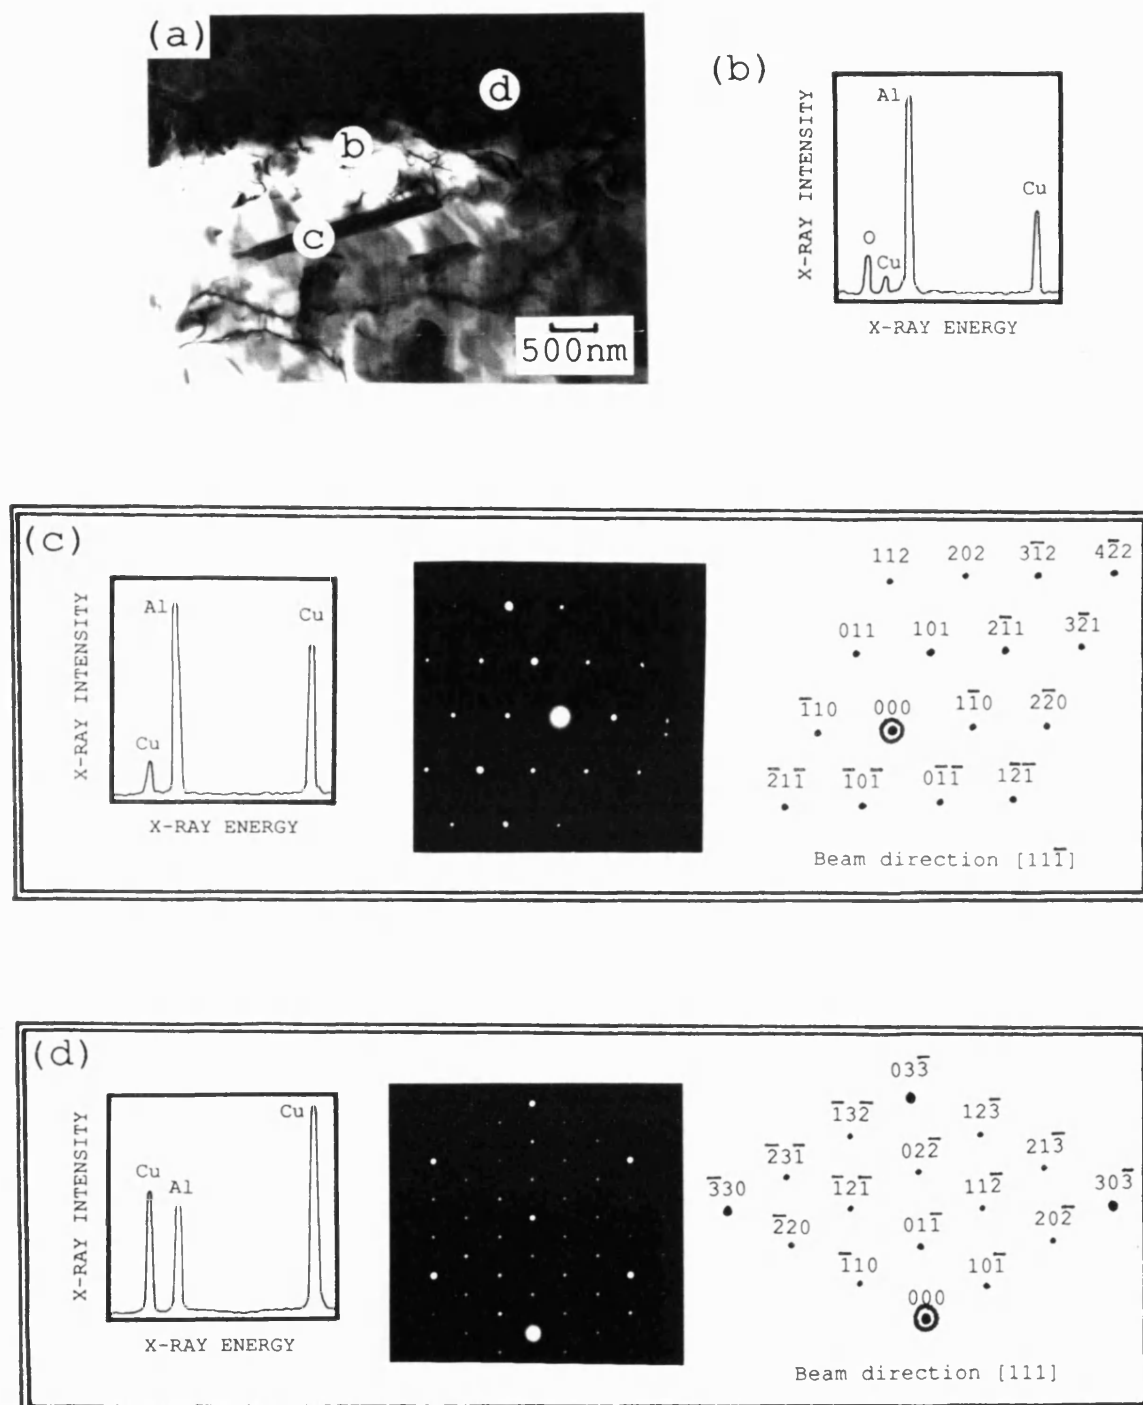 (a)
d
b
c
500nm
(b)
X-RAY INTENSITY
Al
Cu
O
Cu
X-RAY ENERGY
(c)
X-RAY INTENSITY
Al
Cu
Cu
X-RAY ENERGY
112 202 31̅2 42̅2
011 101 21̅1 32̅1
1̅10 000 11̅0 22̅0
2̅11̅ 1̅01̅ 01̅1̅ 12̅1̅
Beam direction [111̅]
(d)
X-RAY INTENSITY
Cu
Cu
Al
X-RAY ENERGY
033̅
1̅32̅ 123̅
2̅31̅ 022̅ 213̅
3̅30 1̅21̅ 112̅ 303̅
2̅20 011̅ 202̅
1̅10 101̅
000
Beam direction [111]